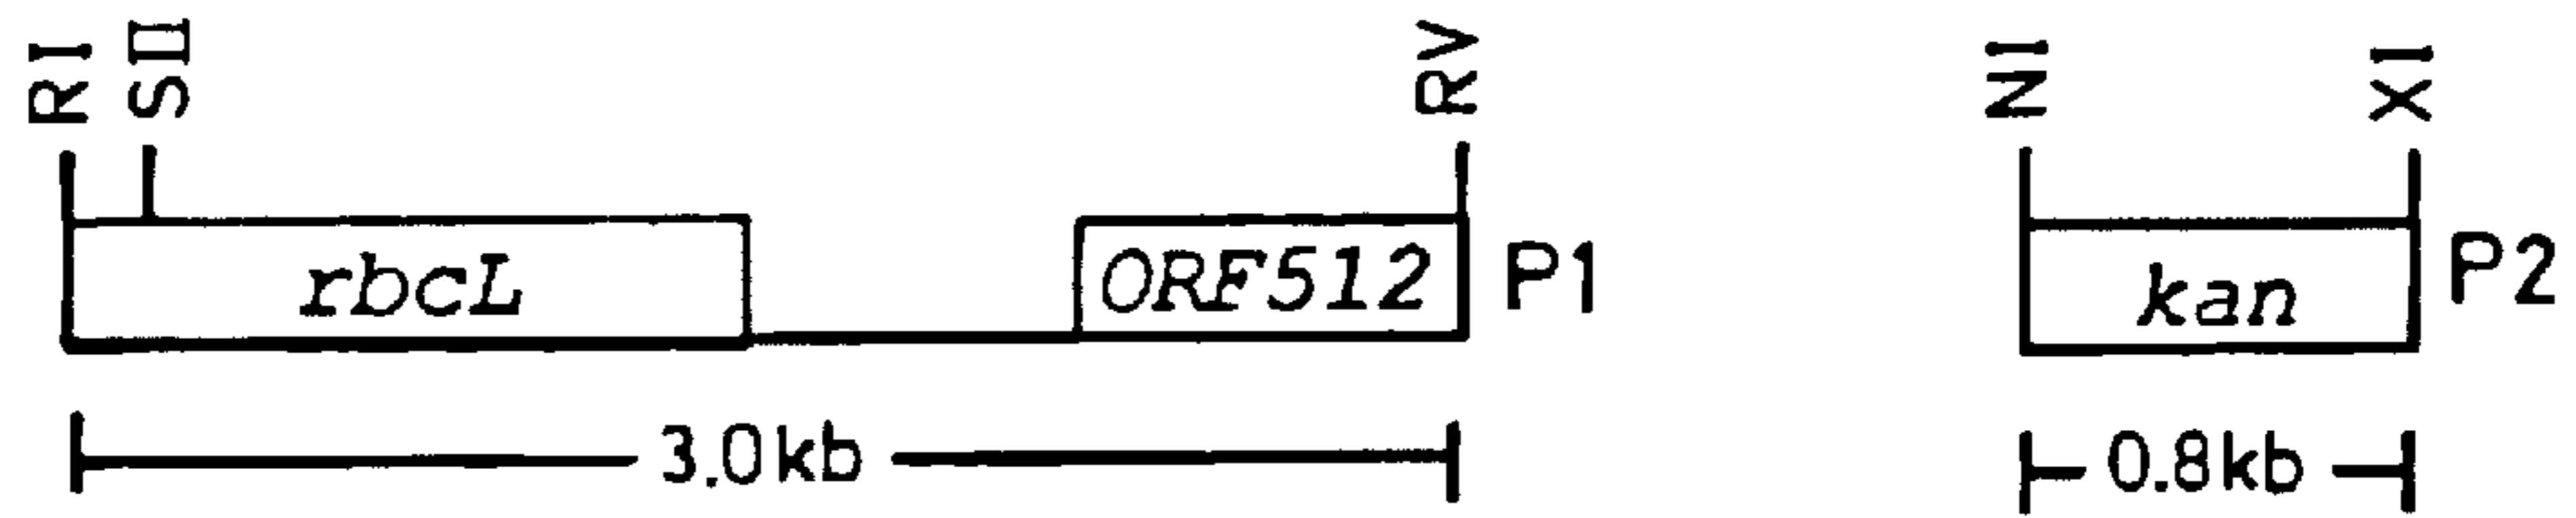 RI SII RV NI XI
rbcL ORF512 P1 kan P2
3.0kb 0.8kb